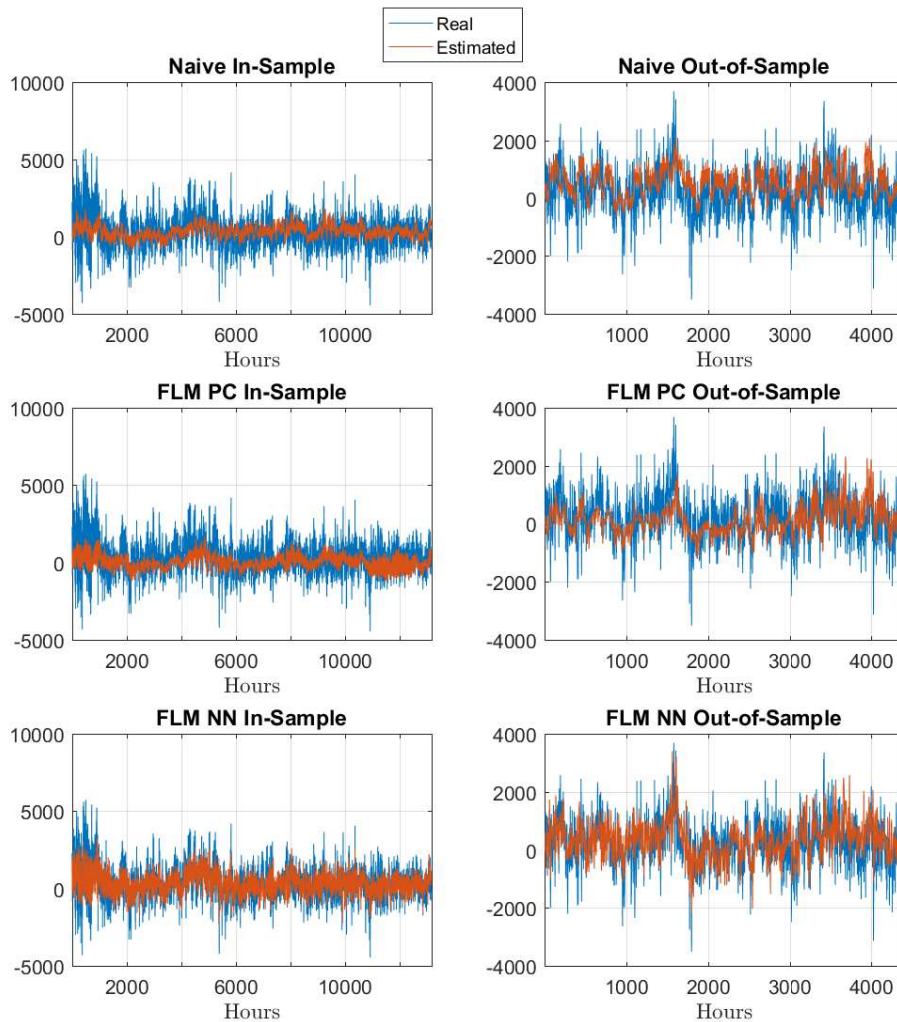 Real
Estimated
Naive In-Sample
10000
5000
0
-5000
2000 6000 10000
Hours
Naive Out-of-Sample
4000
2000
0
-2000
-4000
1000 2000 3000 4000
Hours
FLM PC In-Sample
10000
5000
0
-5000
2000 6000 10000
Hours
FLM PC Out-of-Sample
4000
2000
0
-2000
-4000
1000 2000 3000 4000
Hours
FLM NN In-Sample
10000
5000
0
-5000
2000 6000 10000
Hours
FLM NN Out-of-Sample
4000
2000
0
-2000
-4000
1000 2000 3000 4000
Hours